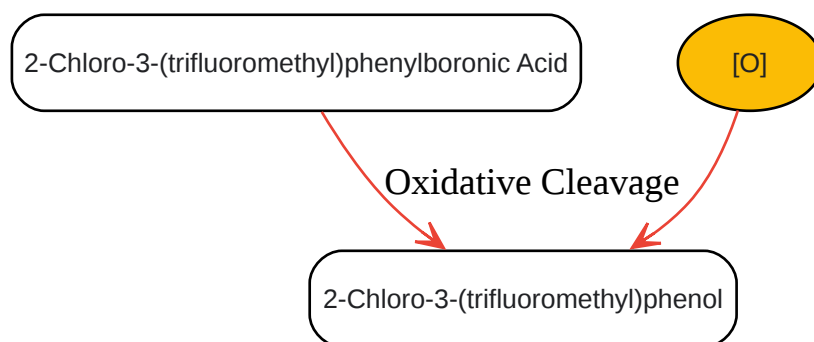 2-Chloro-3-(trifluoromethyl)phenylboronic Acid
[O]
Oxidative Cleavage
2-Chloro-3-(trifluoromethyl)phenol